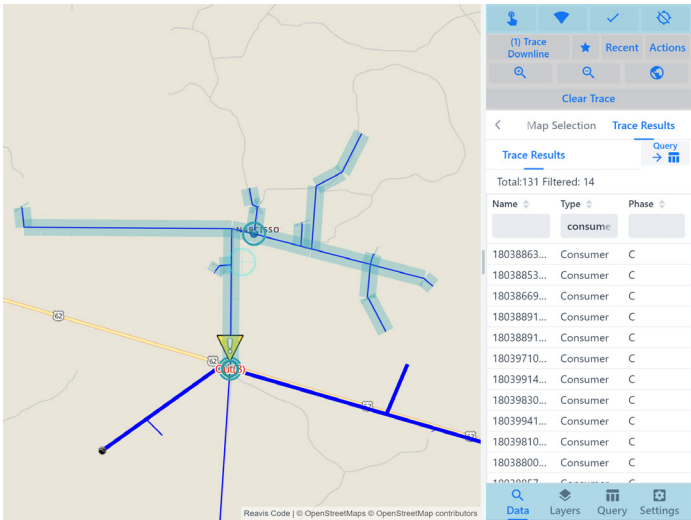 (1) Trace
Downline
Recent
Actions
Clear Trace
Map Selection
Trace Results
Trace Results
Query
Total:131 Filtered: 14
Name
Type
Phase
consume
18038863... Consumer C
18038853... Consumer C
18038669... Consumer C
18038891... Consumer C
18038891... Consumer C
18039710... Consumer C
18039914... Consumer C
18039830... Consumer C
18039941... Consumer C
18039810... Consumer C
18038800... Consumer C
Data
Layers
Query
Settings
NARCISSO
62
62
62
Reavis Code | © OpenStreetMaps © OpenStreetMap contributors